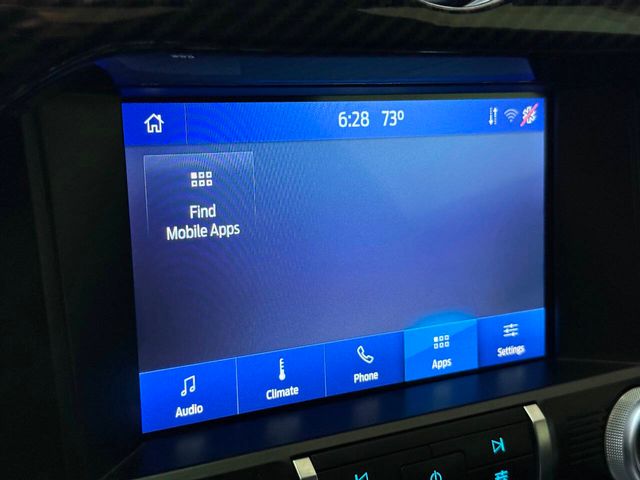 6:28 73°
Find
Mobile Apps
Audio
Climate
Phone
Apps
Settings